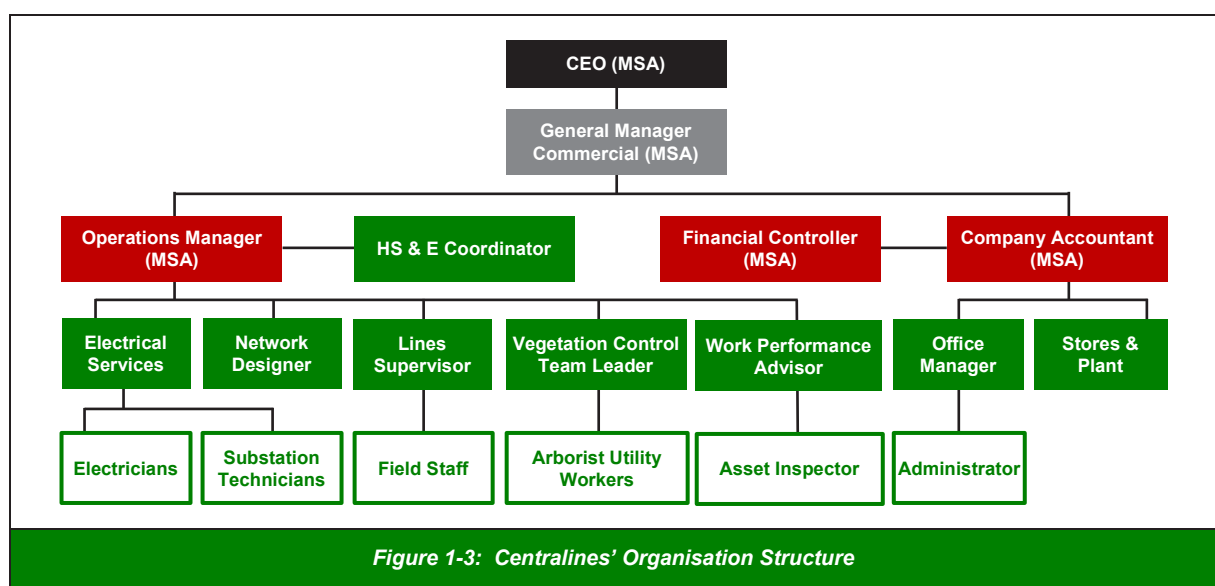 CEO (MSA)
General Manager
Commercial (MSA)
Operations Manager
(MSA)
HS & E Coordinator
Financial Controller
(MSA)
Company Accountant
(MSA)
Electrical
Services
Network
Designer
Lines
Supervisor
Vegetation Control
Team Leader
Work Performance
Advisor
Office
Manager
Stores &
Plant
Electricians
Substation
Technicians
Field Staff
Arborist Utility
Workers
Asset Inspector
Administrator
Figure 1-3: Centralines' Organisation Structure